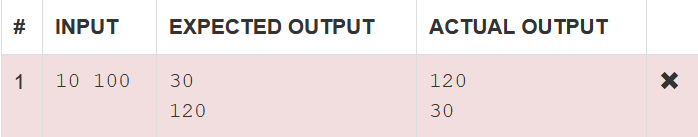 # INPUT EXPECTED OUTPUT ACTUAL OUTPUT
1 10 100 30 120 ✖
120 30